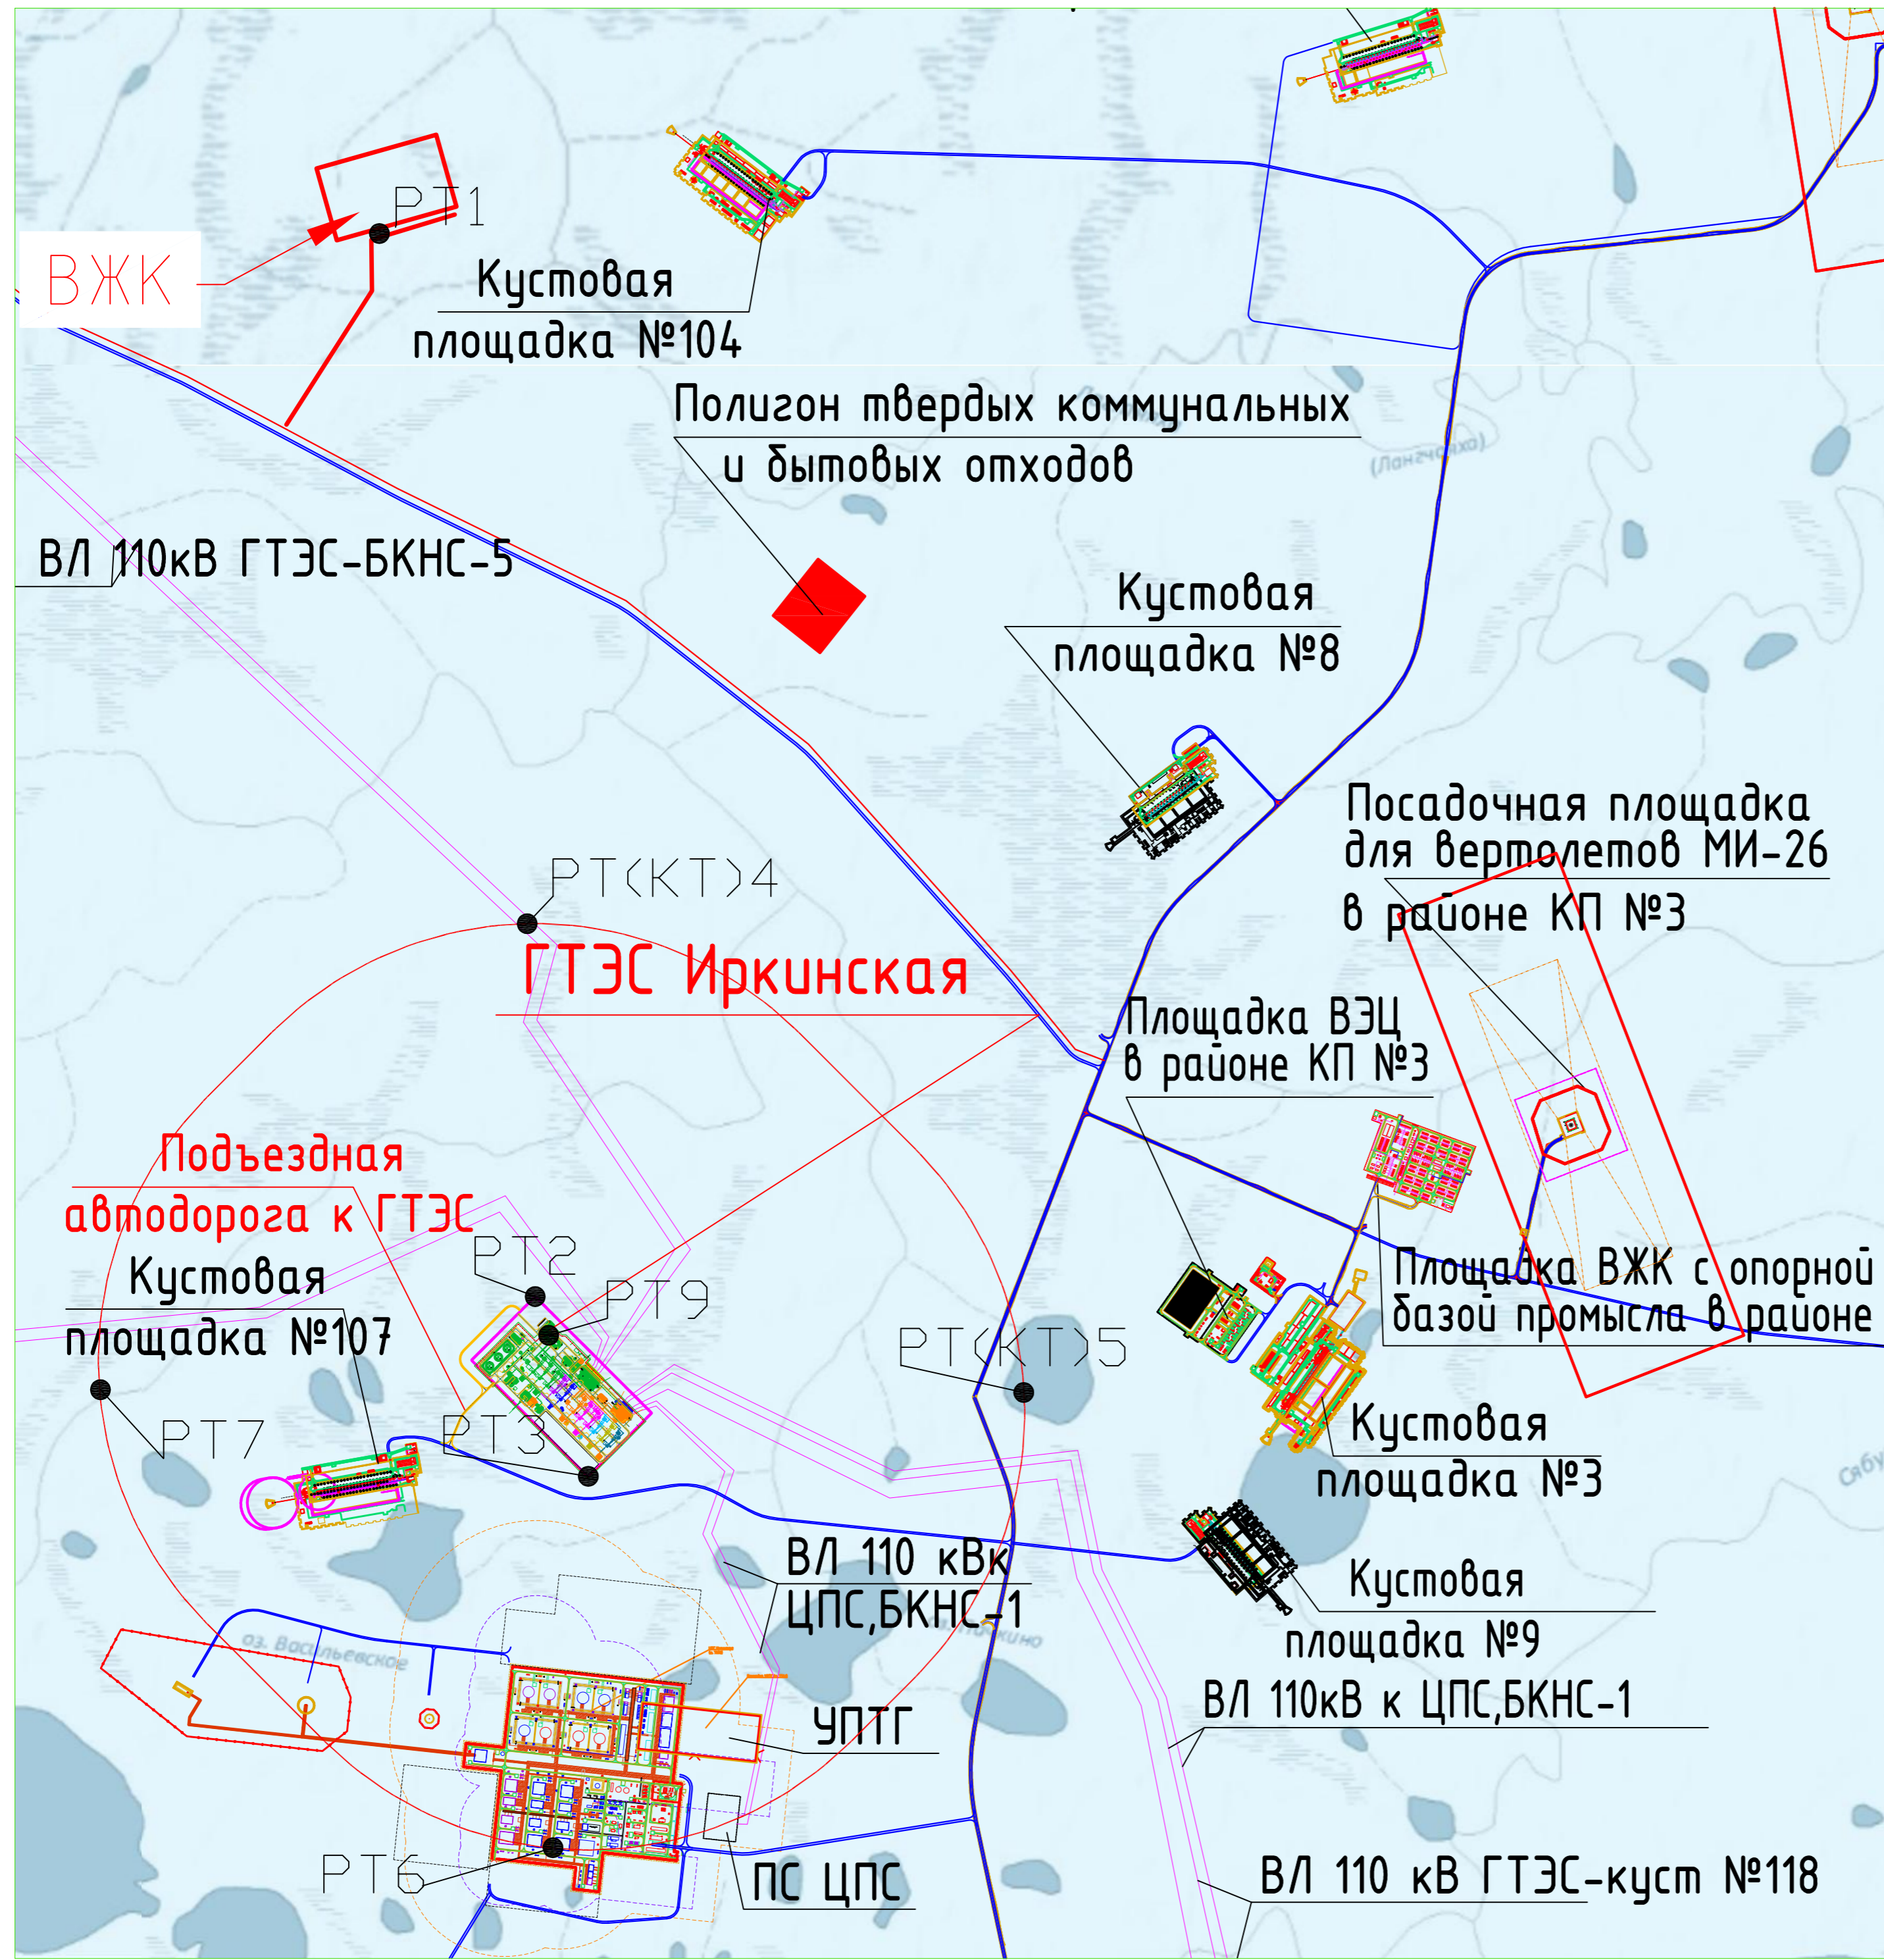 РТ1
ВЖК
Кустовая
площадка №104
Полигон твердых коммунальных
и бытовых отходов
(Лангчайха)
ВЛ 110кВ ГТЭС-БКНС-5
Кустовая
площадка №8
Посадочная площадка
для вертолетов МИ-26
в районе КП №3
РТ(КТ)4
ГТЭС Иркинская
Площадка ВЭЦ
в районе КП №3
Подъездная
автодорога к ГТЭС
Кустовая
площадка №107
РТ2
РТ9
РТ(КТ)5
Площадка ВЖК с опорной
базой промысла в районе
РТ3
РТ7
Кустовая
площадка №3
ВЛ 110 кВк
ЦПС,БКНС-1
Кустовая
площадка №9
оз. Васильевское
ВЛ 110кВ к ЦПС,БКНС-1
УПТГ
РТ6
ПС ЦПС
ВЛ 110 кВ ГТЭС-куст №118